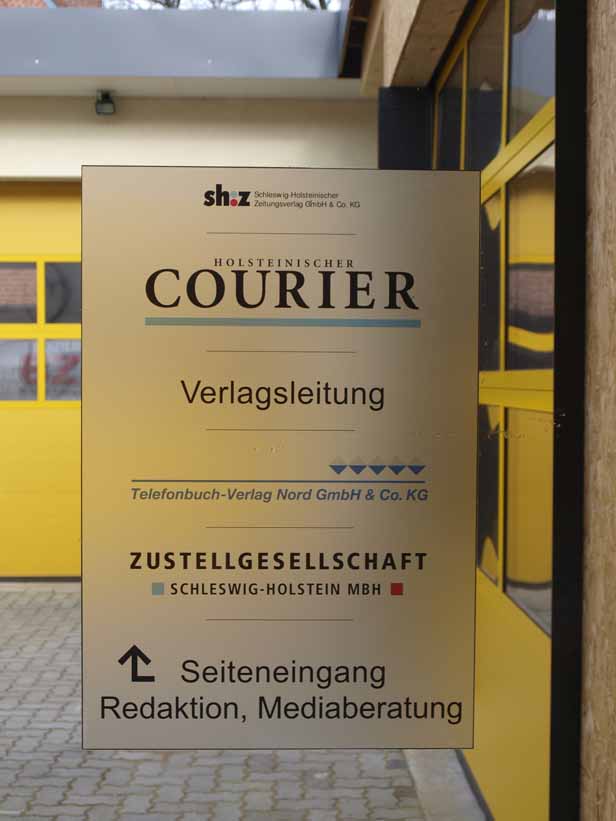 sh:z Schleswig-Holsteinischer
Zeitungsverlag GmbH & Co. KG
HOLSTEINISCHER
COURIER
Verlagsleitung
Telefonbuch-Verlag Nord GmbH & Co. KG
ZUSTELLGESELLSCHAFT
SCHLESWIG-HOLSTEIN MBH
Seiteneingang
Redaktion, Mediaberatung